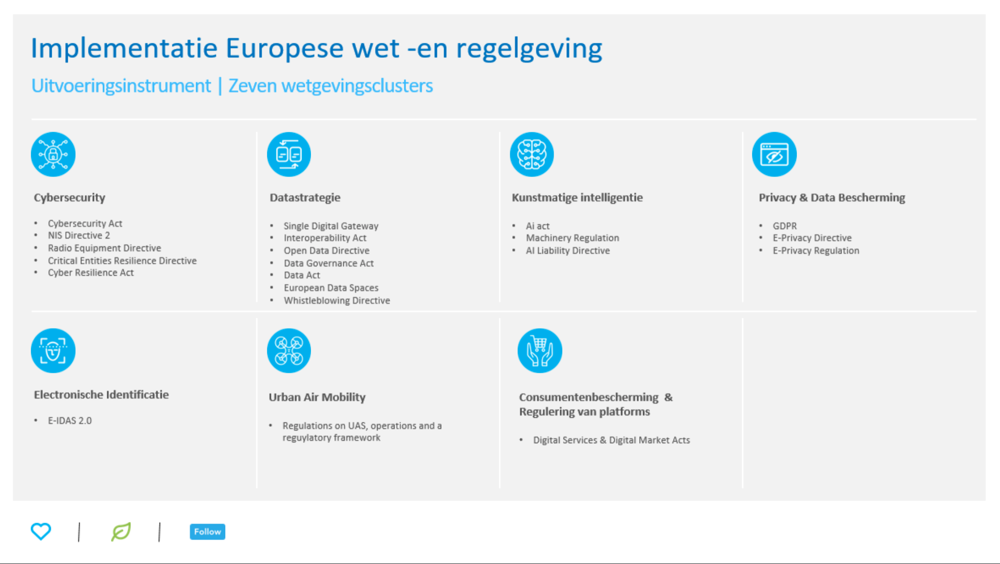 Implementatie Europese wet -en regelgeving
Uitvoeringsinstrument | Zeven wetgevingsclusters
Cybersecurity
• Cybersecurity Act
• NIS Directive 2
• Radio Equipment Directive
• Critical Entities Resilience Directive
• Cyber Resilience Act
Datastrategie
• Single Digital Gateway
• Interoperability Act
• Open Data Directive
• Data Governance Act
• Data Act
• European Data Spaces
• Whistleblowing Directive
Kunstmatige intelligentie
• Ai act
• Machinery Regulation
• AI Liability Directive
Privacy & Data Bescherming
• GDPR
• E-Privacy Directive
• E-Privacy Regulation
Electronische Identificatie
• E-IDAS 2.0
Urban Air Mobility
• Regulations on UAS, operations and a
reguylatory framework
Consumentenbescherming &
Regulering van platforms
• Digital Services & Digital Market Acts
Follow